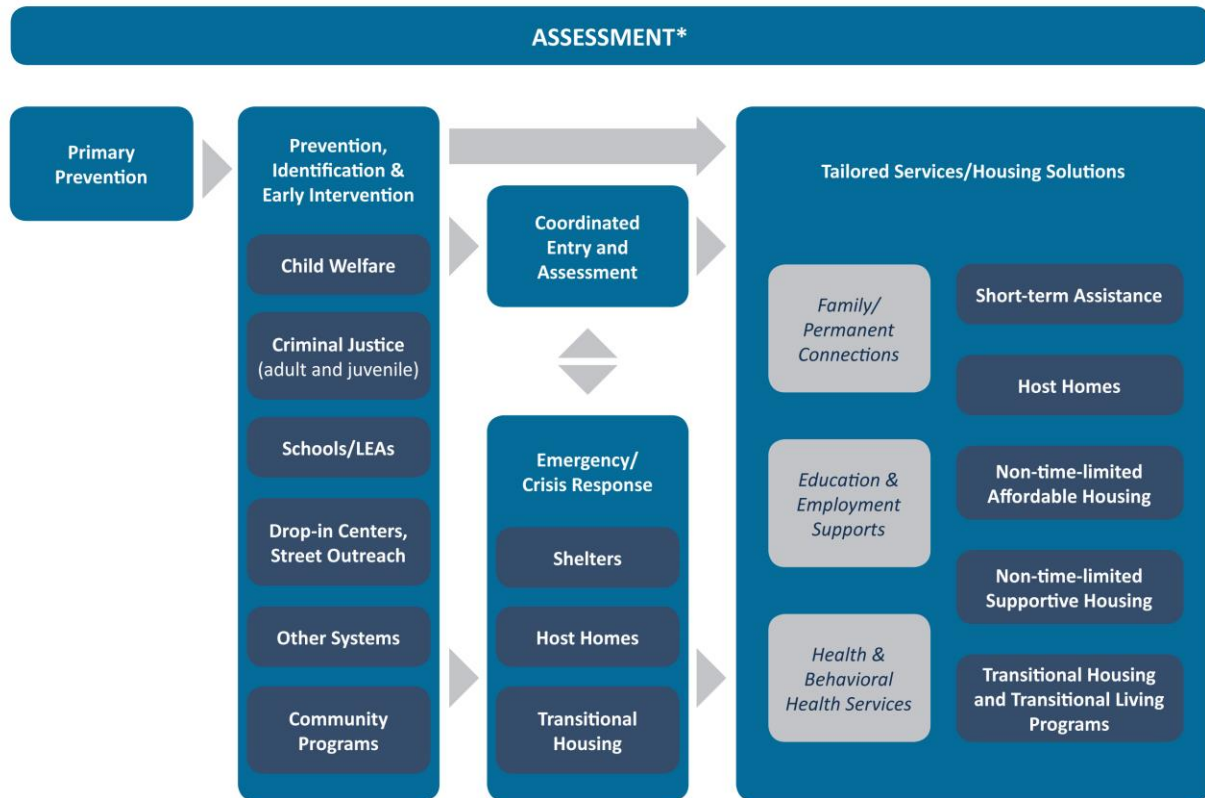 ASSESSMENT*
Primary
Prevention
Prevention,
Identification &
Early Intervention
Child Welfare
Criminal Justice
(adult and juvenile)
Schools/LEAs
Drop-in Centers,
Street Outreach
Other Systems
Community
Programs
Coordinated
Entry and
Assessment
Emergency/
Crisis Response
Shelters
Host Homes
Transitional
Housing
Tailored Services/Housing Solutions
Family/
Permanent
Connections
Education &
Employment
Supports
Health &
Behavioral
Health Services
Short-term Assistance
Host Homes
Non-time-limited
Affordable Housing
Non-time-limited
Supportive Housing
Transitional Housing
and Transitional Living
Programs